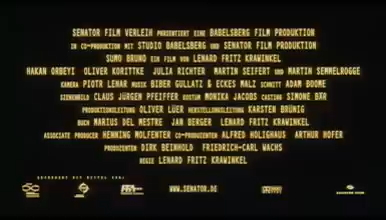 SENATOR FILM VERLEIH PRÄSENTIERT EINE BABELSBERG FILM PRODUKTION
IN CO-PRODUKTION MIT STUDIO BABELSBERG UND SENATOR FILM PRODUKTION
SUMO BRUNO EIN FILM VON LENARD FRITZ KRAWINKEL
HAKAN ORBEYI OLIVER KORITTKE JULIA RICHTER MARTIN SEIFERT UND MARTIN SEMMELROGGE
KAMERA PIOTR LENAR MUSIK BIBER GULLATZ & ECKES MALZ SCHNITT ADAM BOOME
SZENENBILD CLAUS JÜRGEN PFEIFFER KOSTÜM MONIKA JACOBS CASTING SIMONE BÄR
PRODUKTIONSLEITUNG OLIVER LÜER HERSTELLUNGSLEITUNG KARSTEN BRÜNIG
BUCH MARIUS DEL MESTRE JAN BERGER LENARD FRITZ KRAWINKEL
ASSOCIATE PRODUCER HENNING MOLFENTER CO-PRODUZENTEN ALFRED HOLIGHAUS ARTHUR HOFER
PRODUZENTEN DIRK BEINHOLD FRIEDRICH-CARL WACHS
REGIE LENARD FRITZ KRAWINKEL
WWW.SENATOR.DE